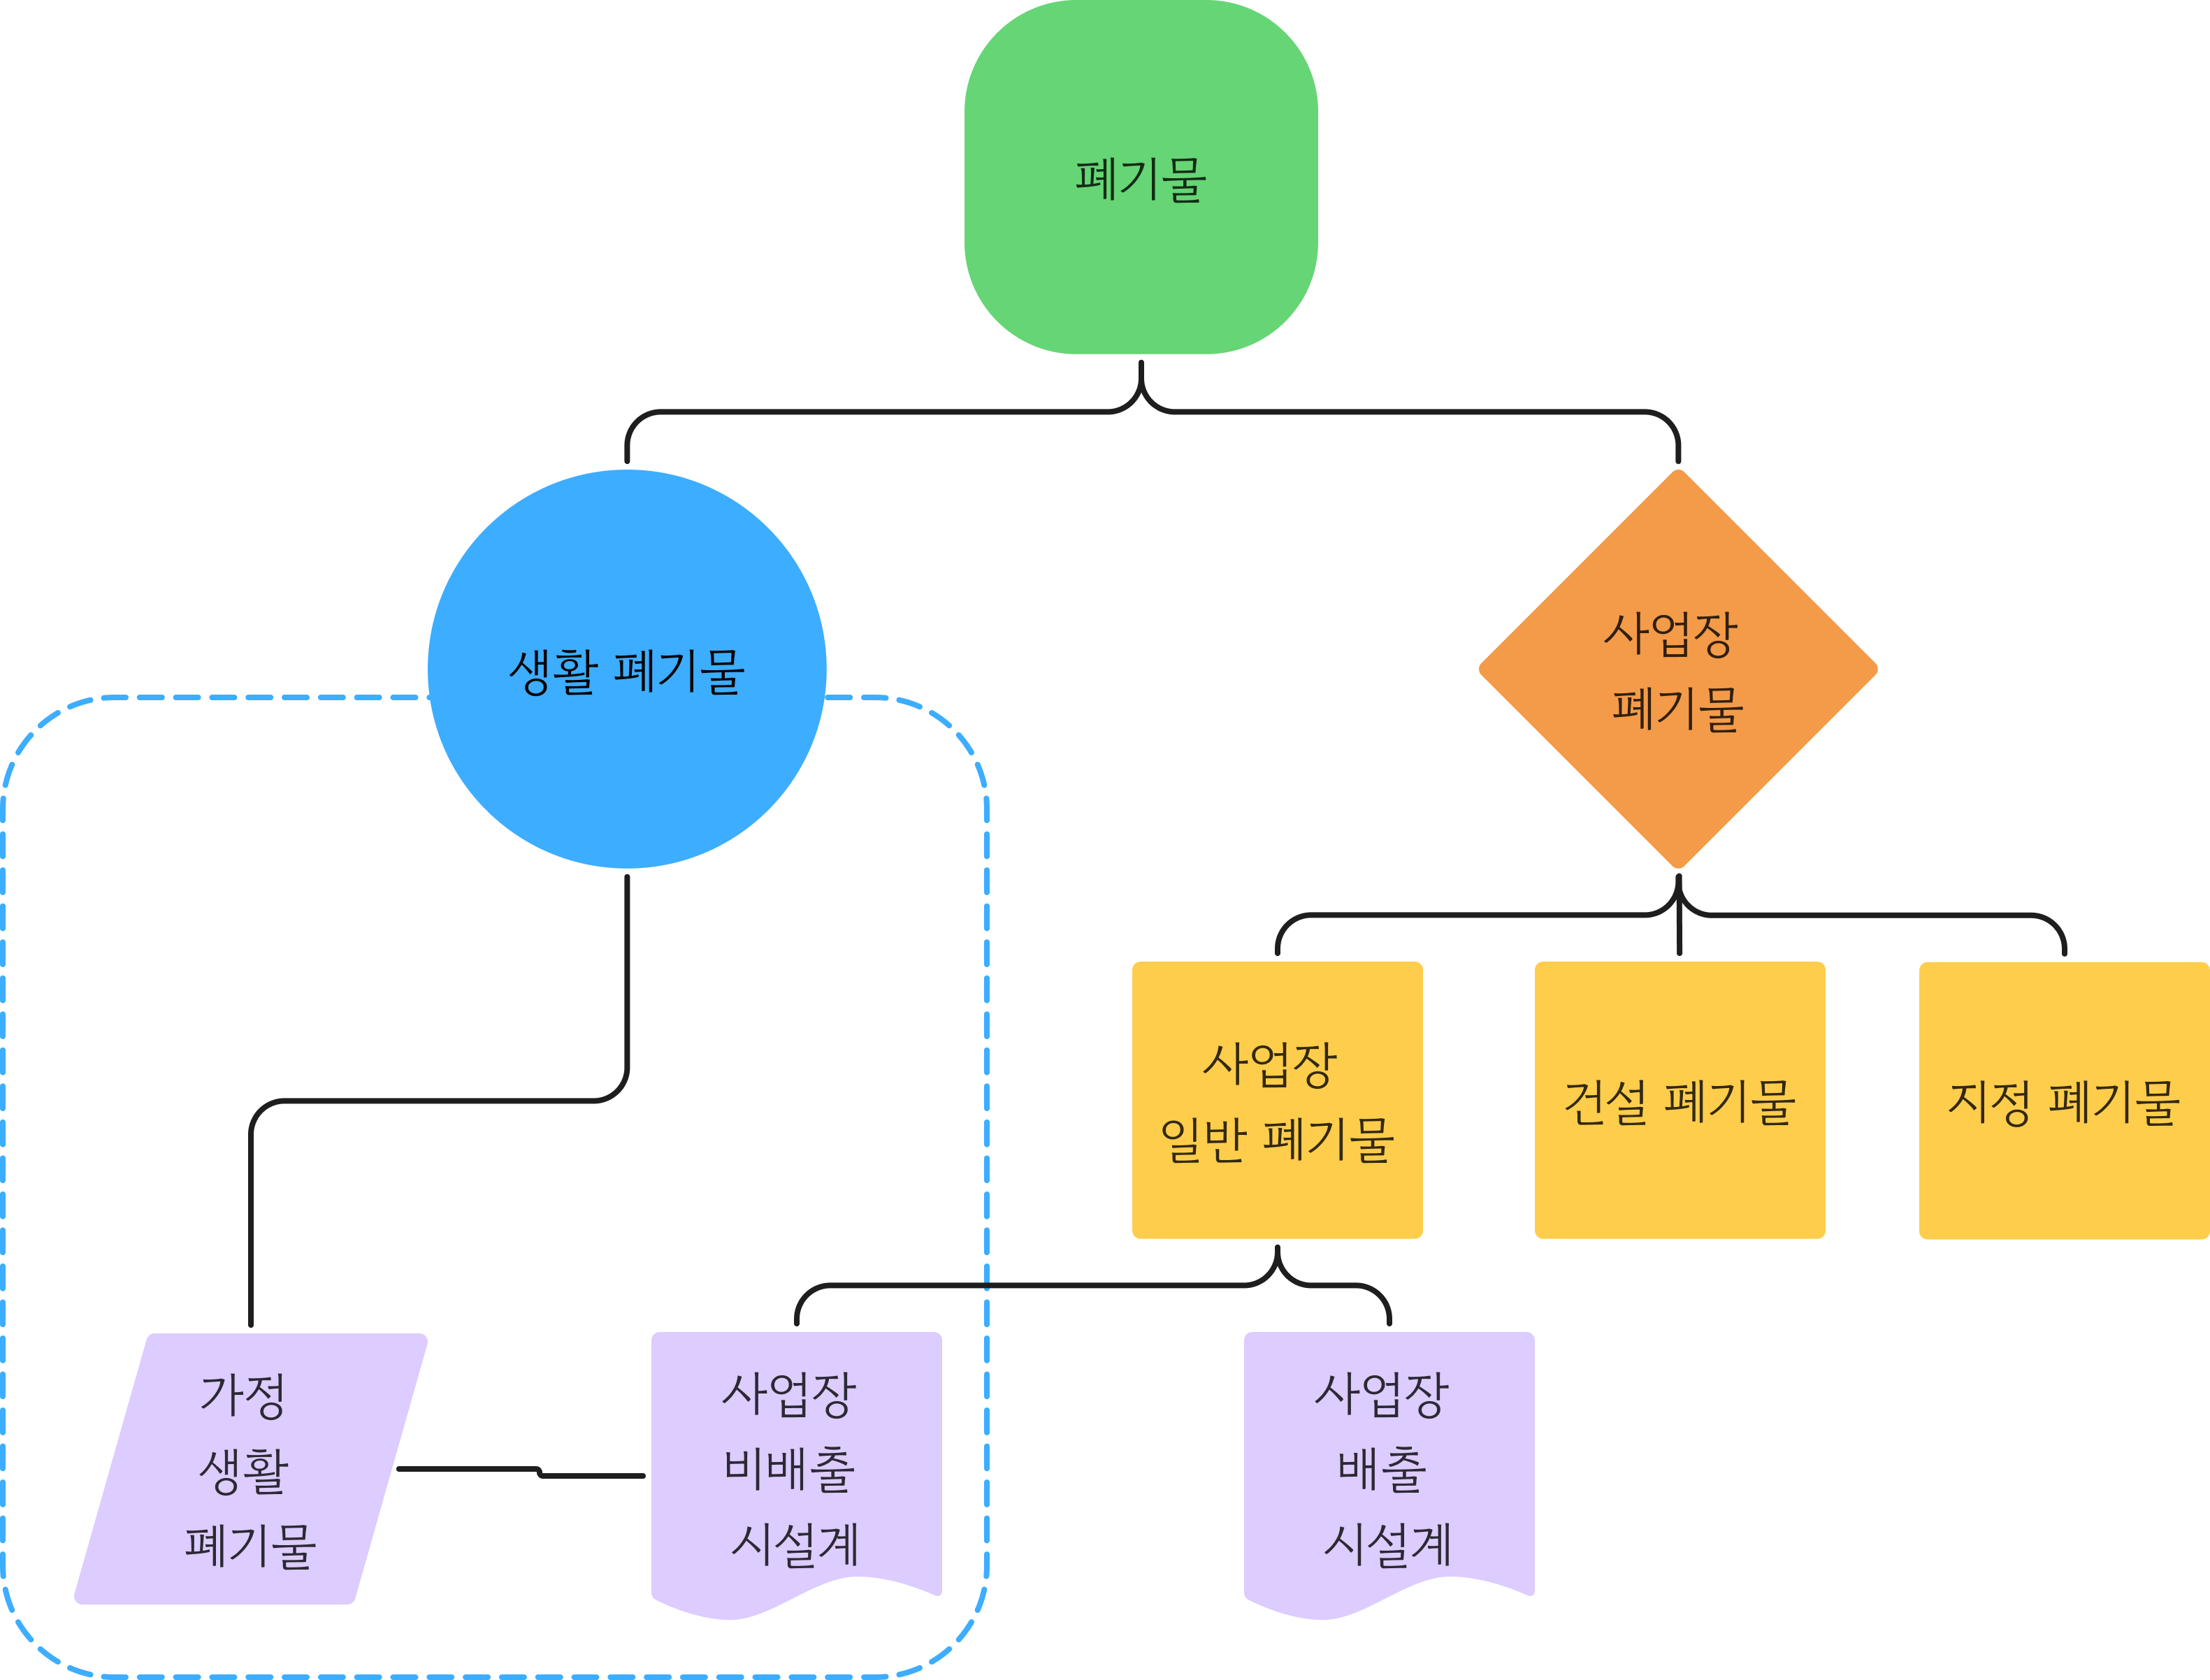 폐기물
생활 폐기물
사업장
폐기물
사업장
일반 폐기물
건설 폐기물
지정 폐기물
가정
생활
폐기물
사업장
비배출
시설계
사업장
배출
시설계